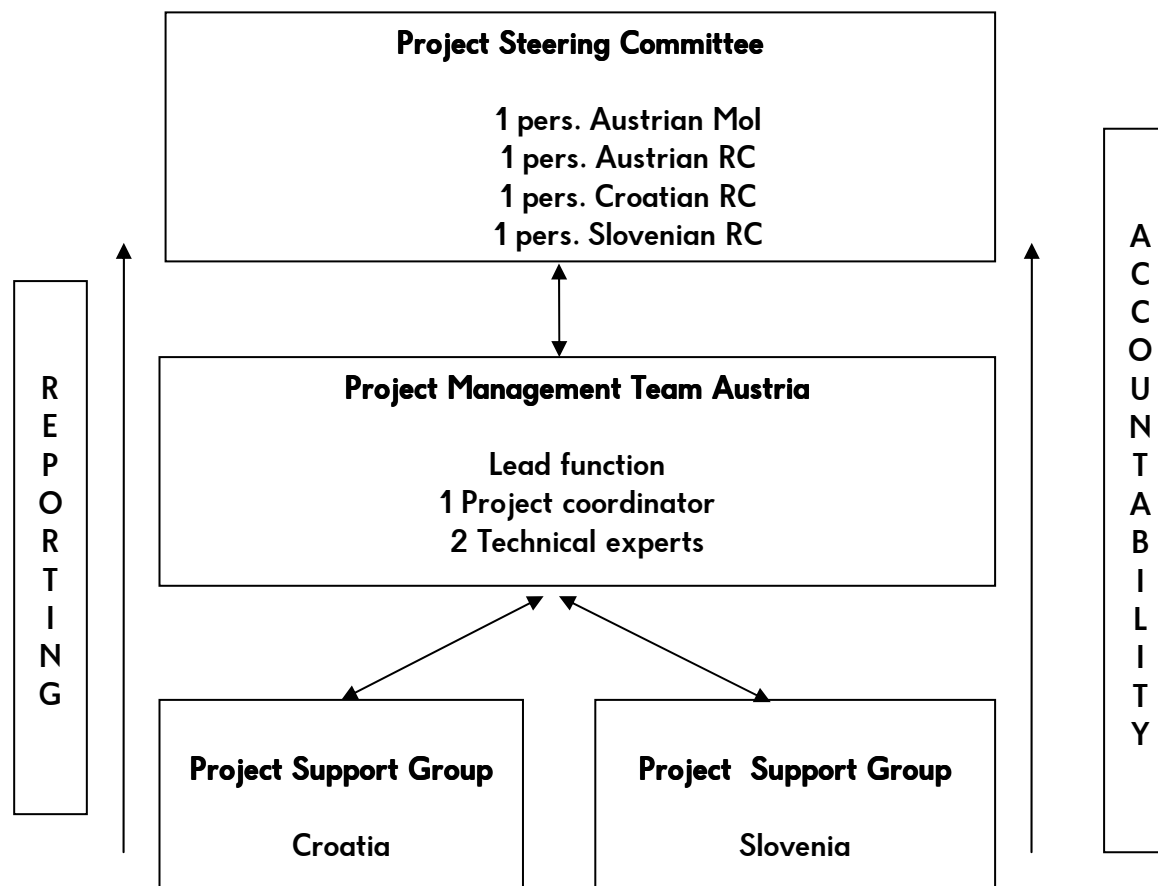 Project Steering Committee
1 pers. Austrian MoI
1 pers. Austrian RC
1 pers. Croatian RC
1 pers. Slovenian RC
REPORTING
ACCOUNTABILITY
Project Management Team Austria
Lead function
1 Project coordinator
2 Technical experts
Project Support Group
Croatia
Project Support Group
Slovenia